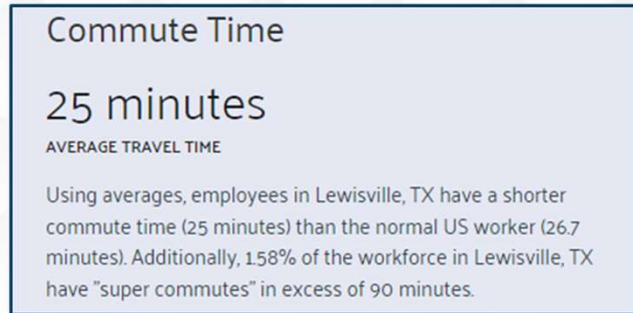 Commute Time
25 minutes
AVERAGE TRAVEL TIME
Using averages, employees in Lewisville, TX have a shorter
commute time (25 minutes) than the normal US worker (26.7
minutes). Additionally, 1.58% of the workforce in Lewisville, TX
have "super commutes" in excess of 90 minutes.